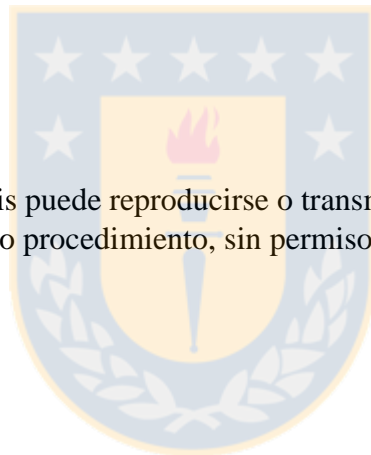 is puede reproducirse o transm
o procedimiento, sin permiso